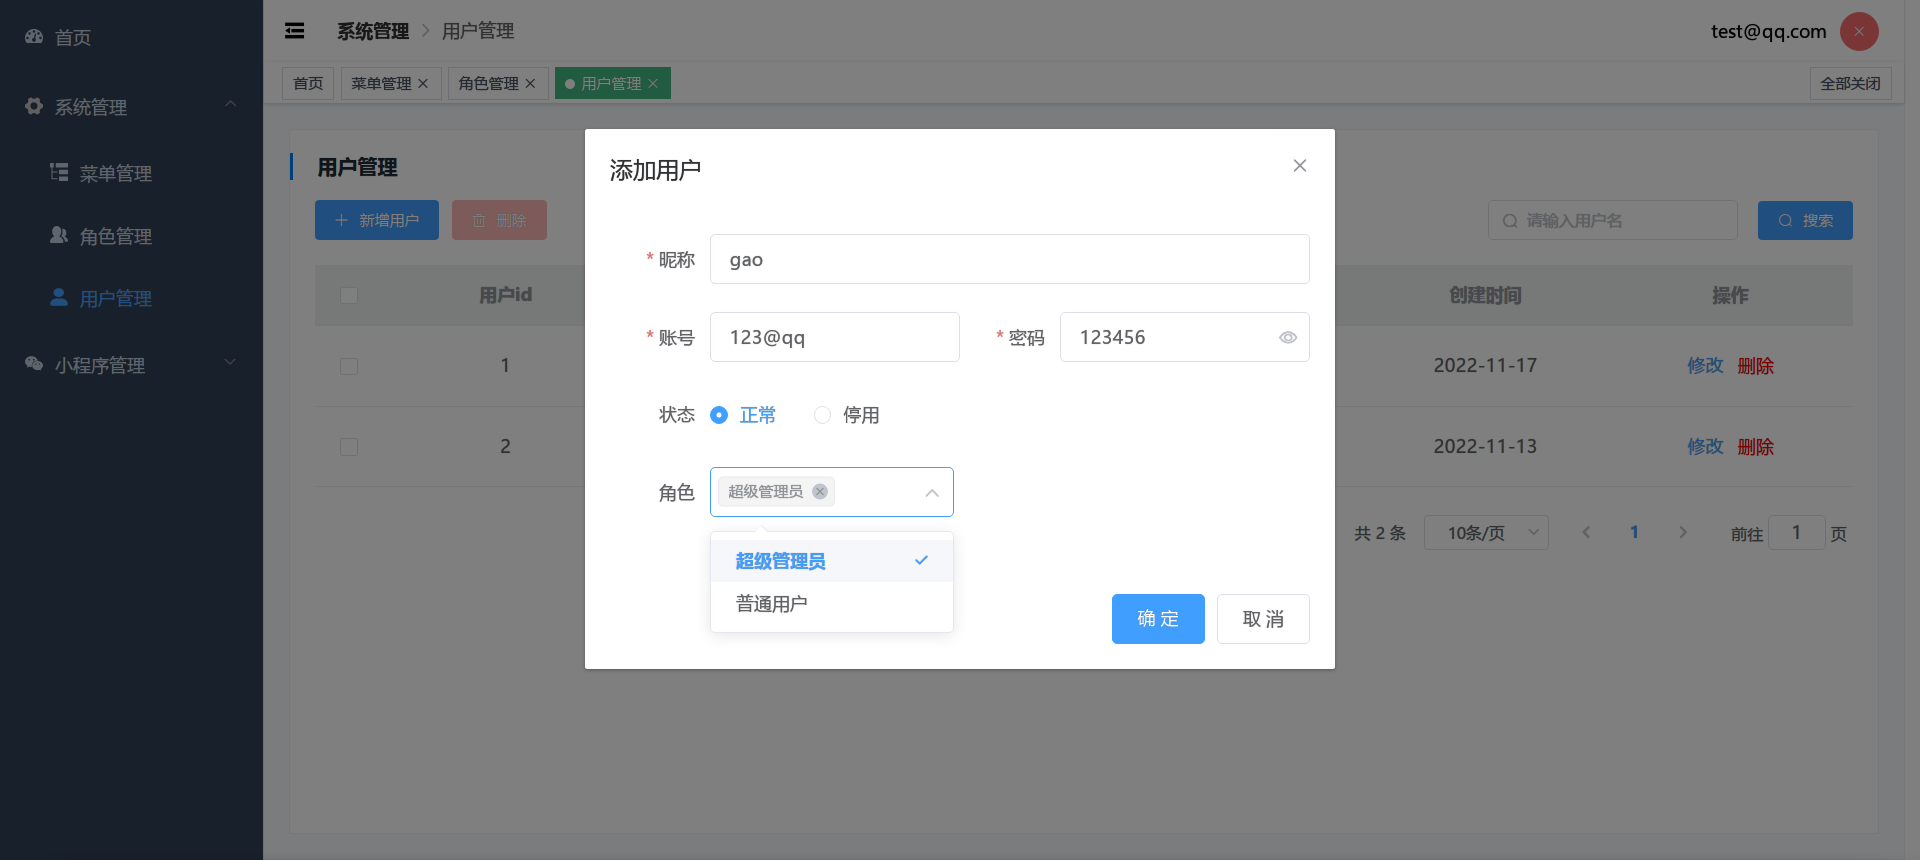 首页
系统管理
菜单管理
角色管理
用户管理
小程序管理
系统管理 用户管理
test@qq.com
首页 菜单管理 角色管理 用户管理 全部关闭
用户管理
新增用户 删除 请输入用户名 搜索
用户id 创建时间 操作
1 2022-11-17 修改 删除
2 2022-11-13 修改 删除
共 2 条 10条/页 1 前往 1 页
添加用户
* 昵称 gao
* 账号 123@qq * 密码 123456
状态 正常 停用
角色 超级管理员
超级管理员
普通用户
确 定 取 消